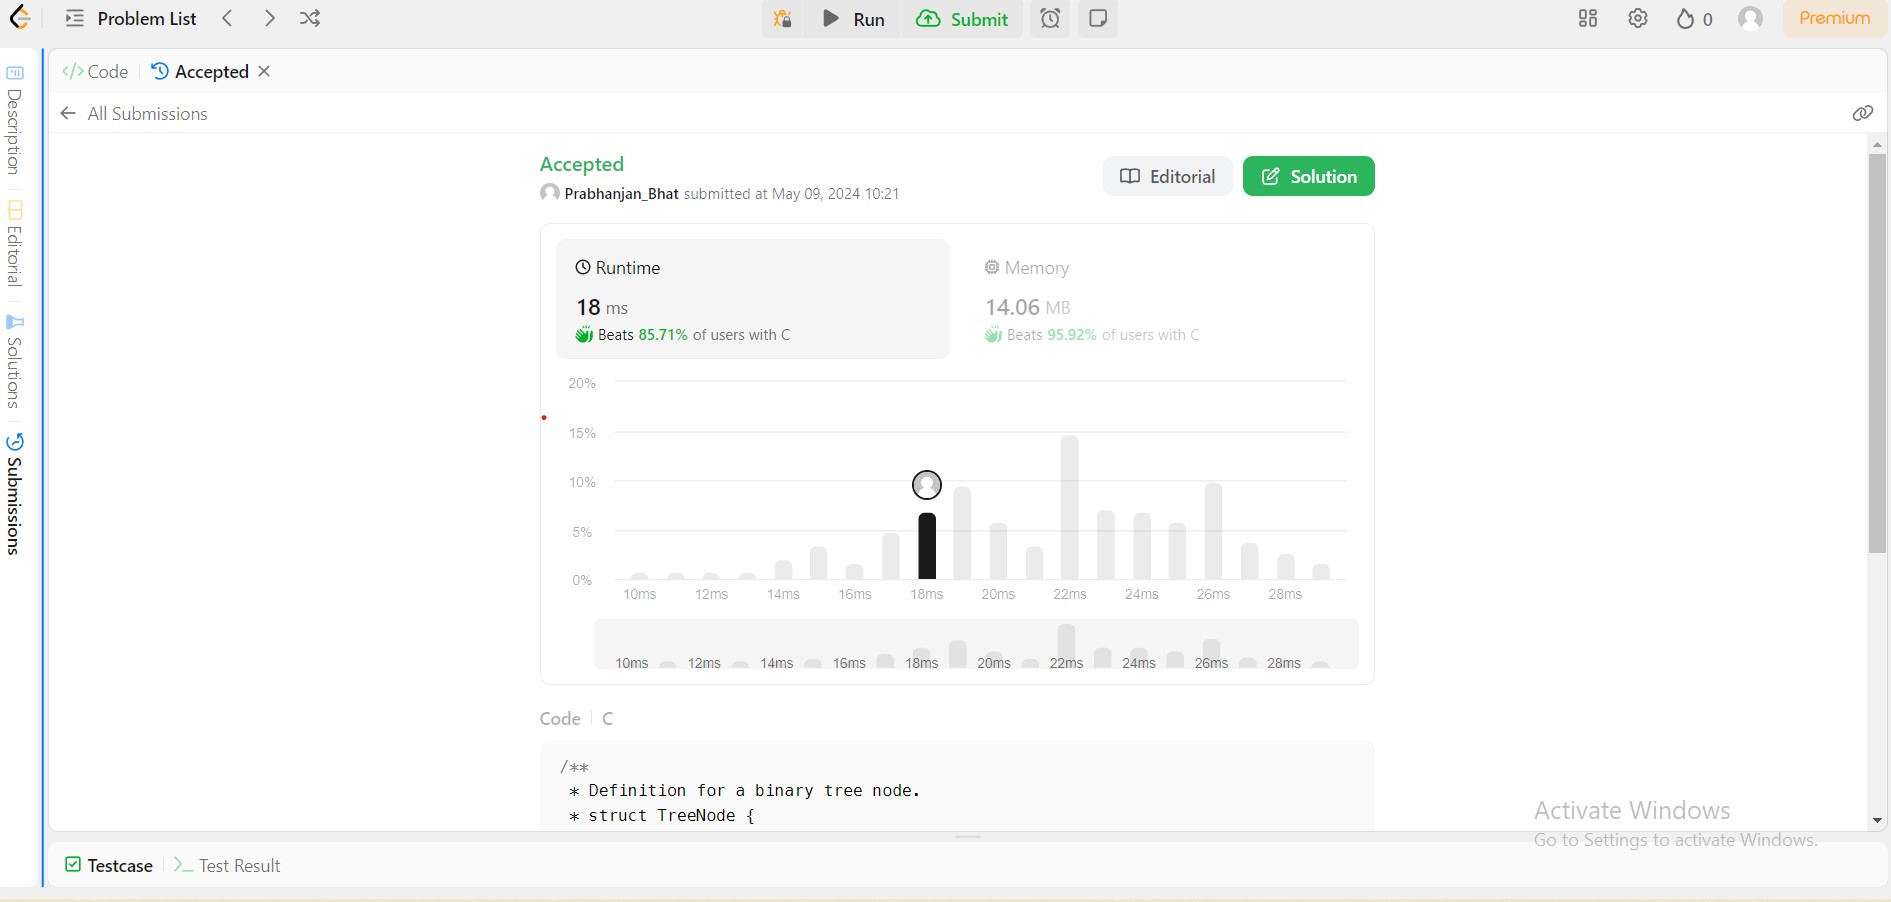 Problem List
Run
Submit
0
Premium
Code
Accepted
All Submissions
Description
Editorial
Solutions
Submissions
Accepted
Prabhanjan_Bhat submitted at May 09, 2024 10:21
Editorial
Solution
Runtime
18 ms
Beats 85.71% of users with C
Memory
14.06 MB
Beats 95.92% of users with C
20%
15%
10%
5%
0%
10ms 12ms 14ms 16ms 18ms 20ms 22ms 24ms 26ms 28ms
10ms 12ms 14ms 16ms 18ms 20ms 22ms 24ms 26ms 28ms
Code | C
/**
* Definition for a binary tree node.
* struct TreeNode {
Activate Windows
Go to Settings to activate Windows.
Testcase
Test Result